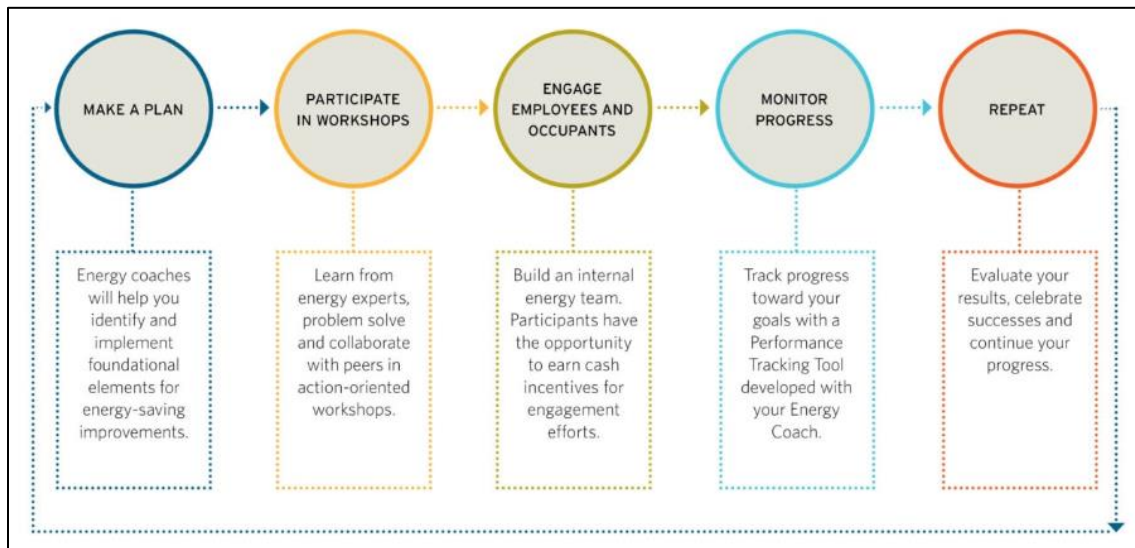 MAKE A PLAN
PARTICIPATE
IN WORKSHOPS
ENGAGE
EMPLOYEES AND
OCCUPANTS
MONITOR
PROGRESS
REPEAT
Energy coaches
will help you
identify and
implement
foundational
elements for
energy-saving
improvements.
Learn from
energy experts,
problem solve
and collaborate
with peers in
action-oriented
workshops.
Build an internal
energy team.
Participants have
the opportunity
to earn cash
incentives for
engagement
efforts.
Track progress
toward your
goals with a
Performance
Tracking Tool
developed with
your Energy
Coach.
Evaluate your
results, celebrate
successes and
continue your
progress.